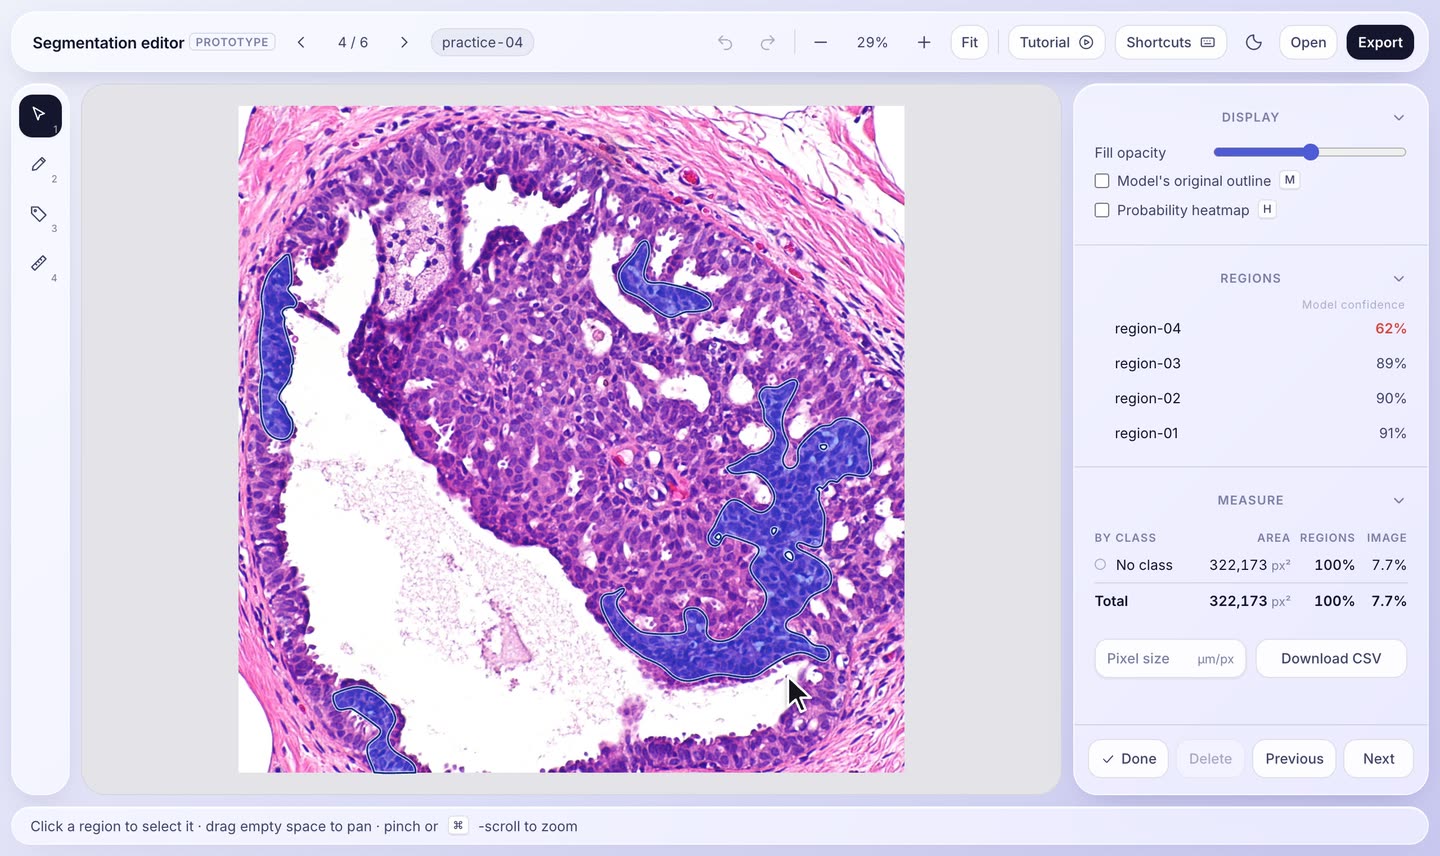 Segmentation editor PROTOTYPE 4 / 6 practice-04 29% Fit Tutorial Shortcuts Open Export
1
2
3
4
DISPLAY
Fill opacity
Model's original outline M
Probability heatmap H
REGIONS
Model confidence
region-04 62%
region-03 89%
region-02 90%
region-01 91%
MEASURE
BY CLASS AREA REGIONS IMAGE
No class 322,173 px² 100% 7.7%
Total 322,173 px² 100% 7.7%
Pixel size µm/px Download CSV
Done Delete Previous Next
Click a region to select it · drag empty space to pan · pinch or ⌘ -scroll to zoom